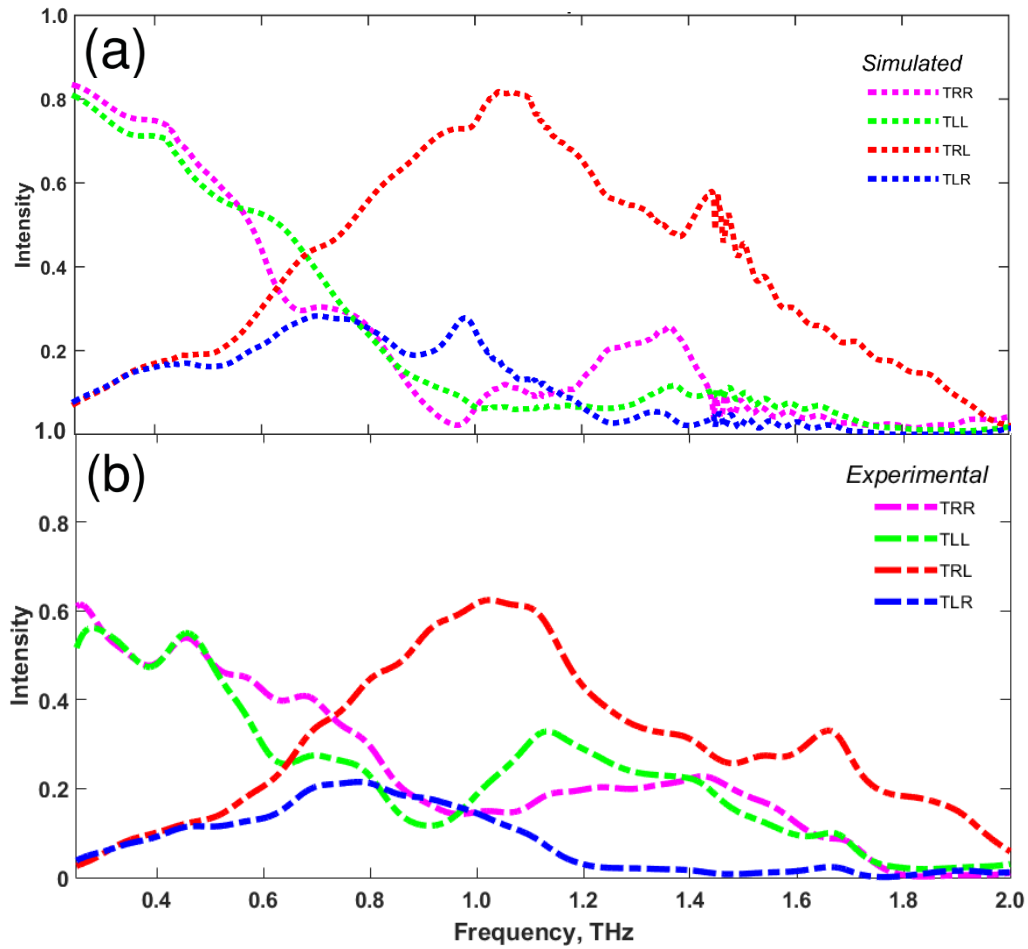 1.0
(a)
Simulated
TRR
TLL
TRL
TLR
0.8
0.6
0.4
0.2
Intensity
1.0
(b)
Experimental
TRR
TLL
TRL
TLR
0.8
0.6
0.4
0.2
0
Intensity
0.4 0.6 0.8 1.0 1.2 1.4 1.6 1.8 2.0
Frequency, THz